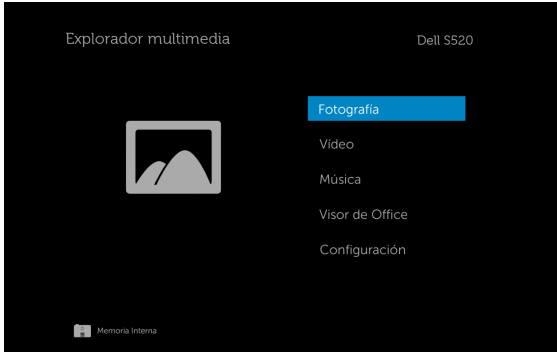 Explorador multimedia
Dell S520
Fotografía
Vídeo
Música
Visor de Office
Configuración
Memoria Interna